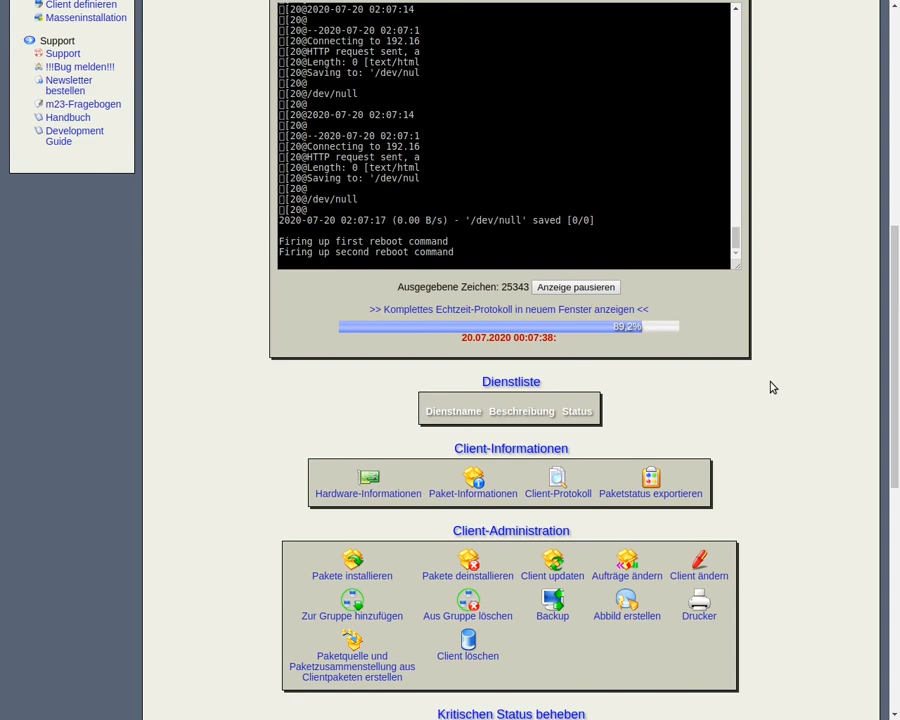 Client definieren
Masseninstallation
Support
Support
!!!Bug melden!!!
Newsletter
bestellen
m23-Fragebogen
Handbuch
Development
Guide
[20@2020-07-20 02:07:14
[20@
[20@--2020-07-20 02:07:1
[20@Connecting to 192.16
[20@HTTP request sent, a
[20@Length: 0 [text/html
[20@Saving to: '/dev/nul
[20@
[20@/dev/null
[20@
[20@2020-07-20 02:07:14
[20@
[20@--2020-07-20 02:07:1
[20@Connecting to 192.16
[20@HTTP request sent, a
[20@Length: 0 [text/html
[20@Saving to: '/dev/nul
[20@
[20@/dev/null
[20@
2020-07-20 02:07:17 (0.00 B/s) - '/dev/null' saved [0/0]
Firing up first reboot command
Firing up second reboot command
Ausgegebene Zeichen: 25343 Anzeige pausieren
>> Komplettes Echtzeit-Protokoll in neuem Fenster anzeigen <<
89.2%
20.07.2020 00:07:38:
Dienstliste
Dienstname Beschreibung Status
Client-Informationen
Hardware-Informationen Paket-Informationen Client-Protokoll Paketstatus exportieren
Client-Administration
Pakete installieren Pakete deinstallieren Client updaten Aufträge ändern Client ändern
Zur Gruppe hinzufügen Aus Gruppe löschen Backup Abbild erstellen Drucker
Paketquelle und
Paketzusammenstellung aus
Clientpaketen erstellen
Client löschen
Kritischen Status beheben